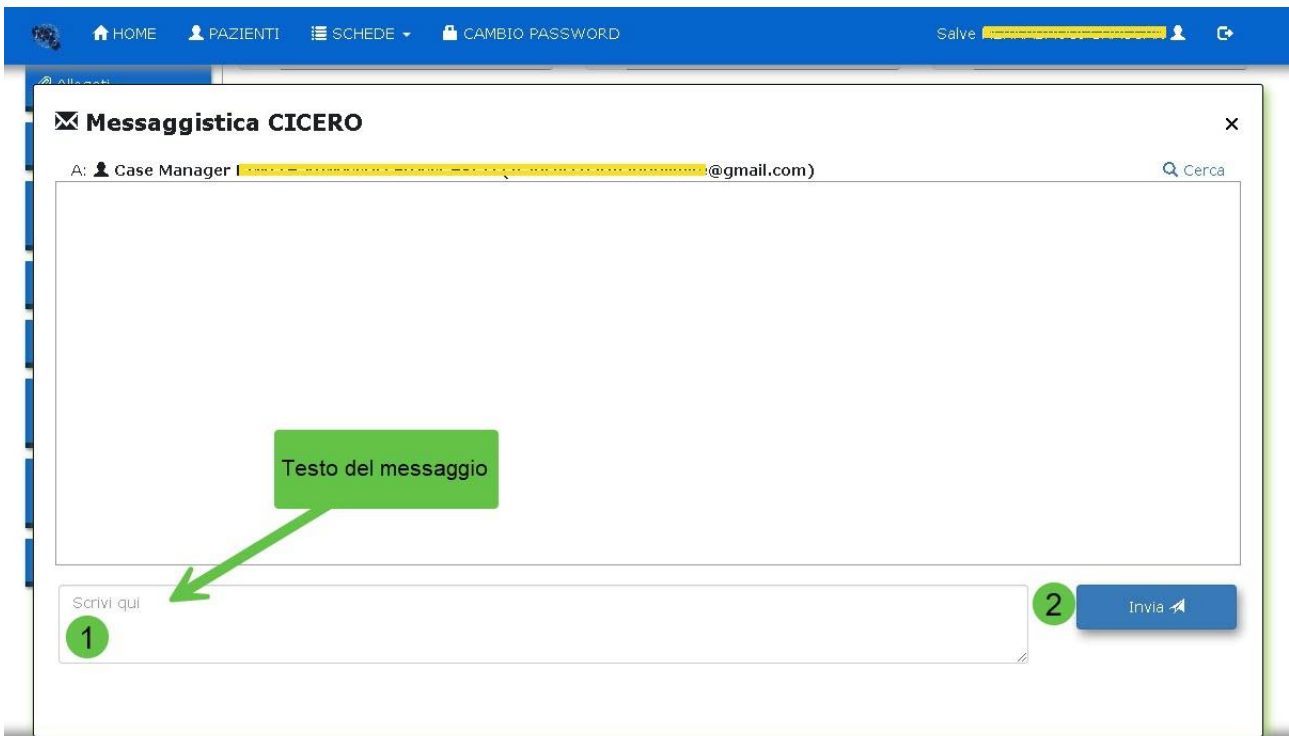 HOME PAZIENTI SCHEDE CAMBIO PASSWORD Salve
Allegati
Messaggistica CICERO ×
A: Case Manager @gmail.com) Cerca
Testo del messaggio
Scrivi qui
1
2 Invia